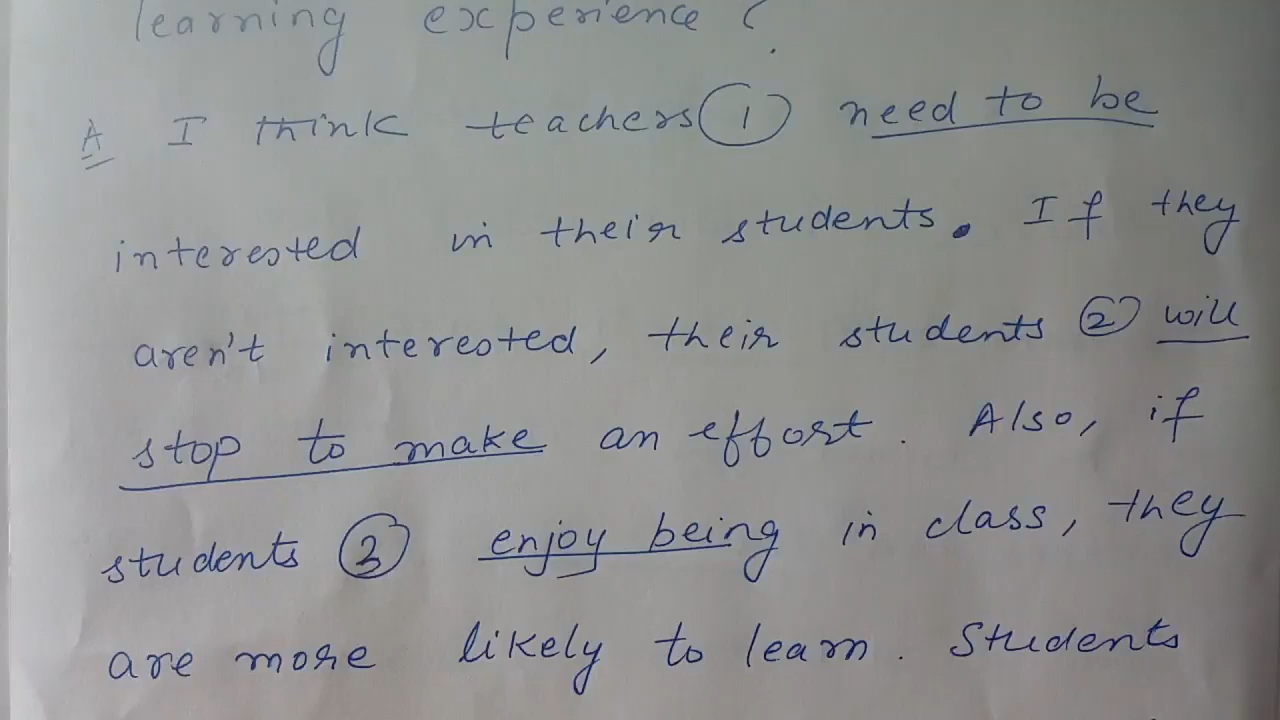 learning experience?
A I think teachers ① need to be
interested in their students. If they
aren't interested, their students ② will
stop to make an effort. Also, if
students ③ enjoy being in class, they
are more likely to learn. Students